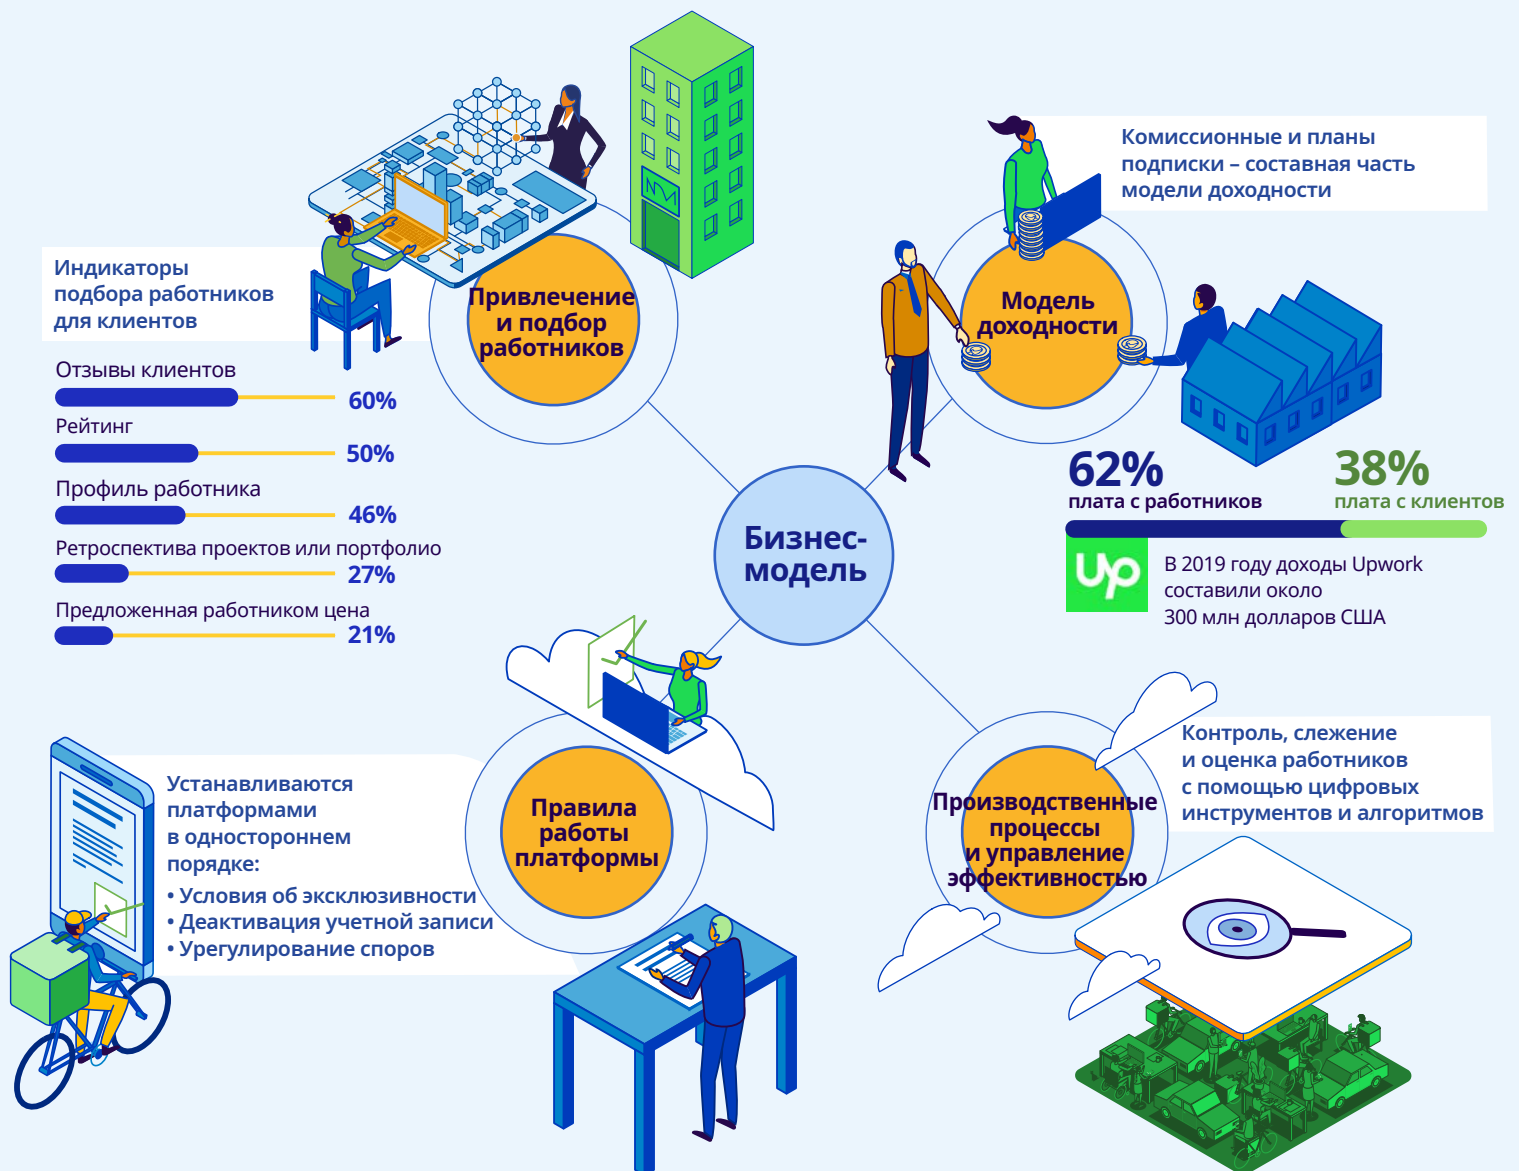 Индикаторы
подбора работников
для клиентов
Отзывы клиентов
60%
Рейтинг
50%
Профиль работника
46%
Ретроспектива проектов или портфолио
27%
Предложенная работником цена
21%
Привлечение
и подбор
работников
Комиссионные и планы
подписки – составная часть
модели доходности
Модель
доходности
62%
плата с работников
38%
плата с клиентов
Up
В 2019 году доходы Upwork
составили около
300 млн долларов США
Бизнес-
модель
Устанавливаются
платформами
в одностороннем
порядке:
• Условия об эксклюзивности
• Деактивация учетной записи
• Урегулирование споров
Правила
работы
платформы
Производственные
процессы
и управление
эффективностью
Контроль, слежение
и оценка работников
с помощью цифровых
инструментов и алгоритмов